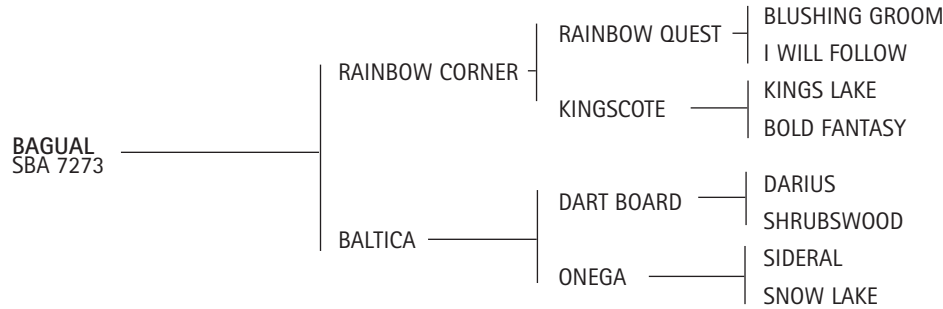 BLUSHING GROOM
RAINBOW QUEST
I WILL FOLLOW
RAINBOW CORNER
KINGS LAKE
KINGSCOTE
BOLD FANTASY
BAGUAL
SBA 7273
DARIUS
DART BOARD
SHRUBSWOOD
BALTICA
SIDERAL
ONEGA
SNOW LAKE